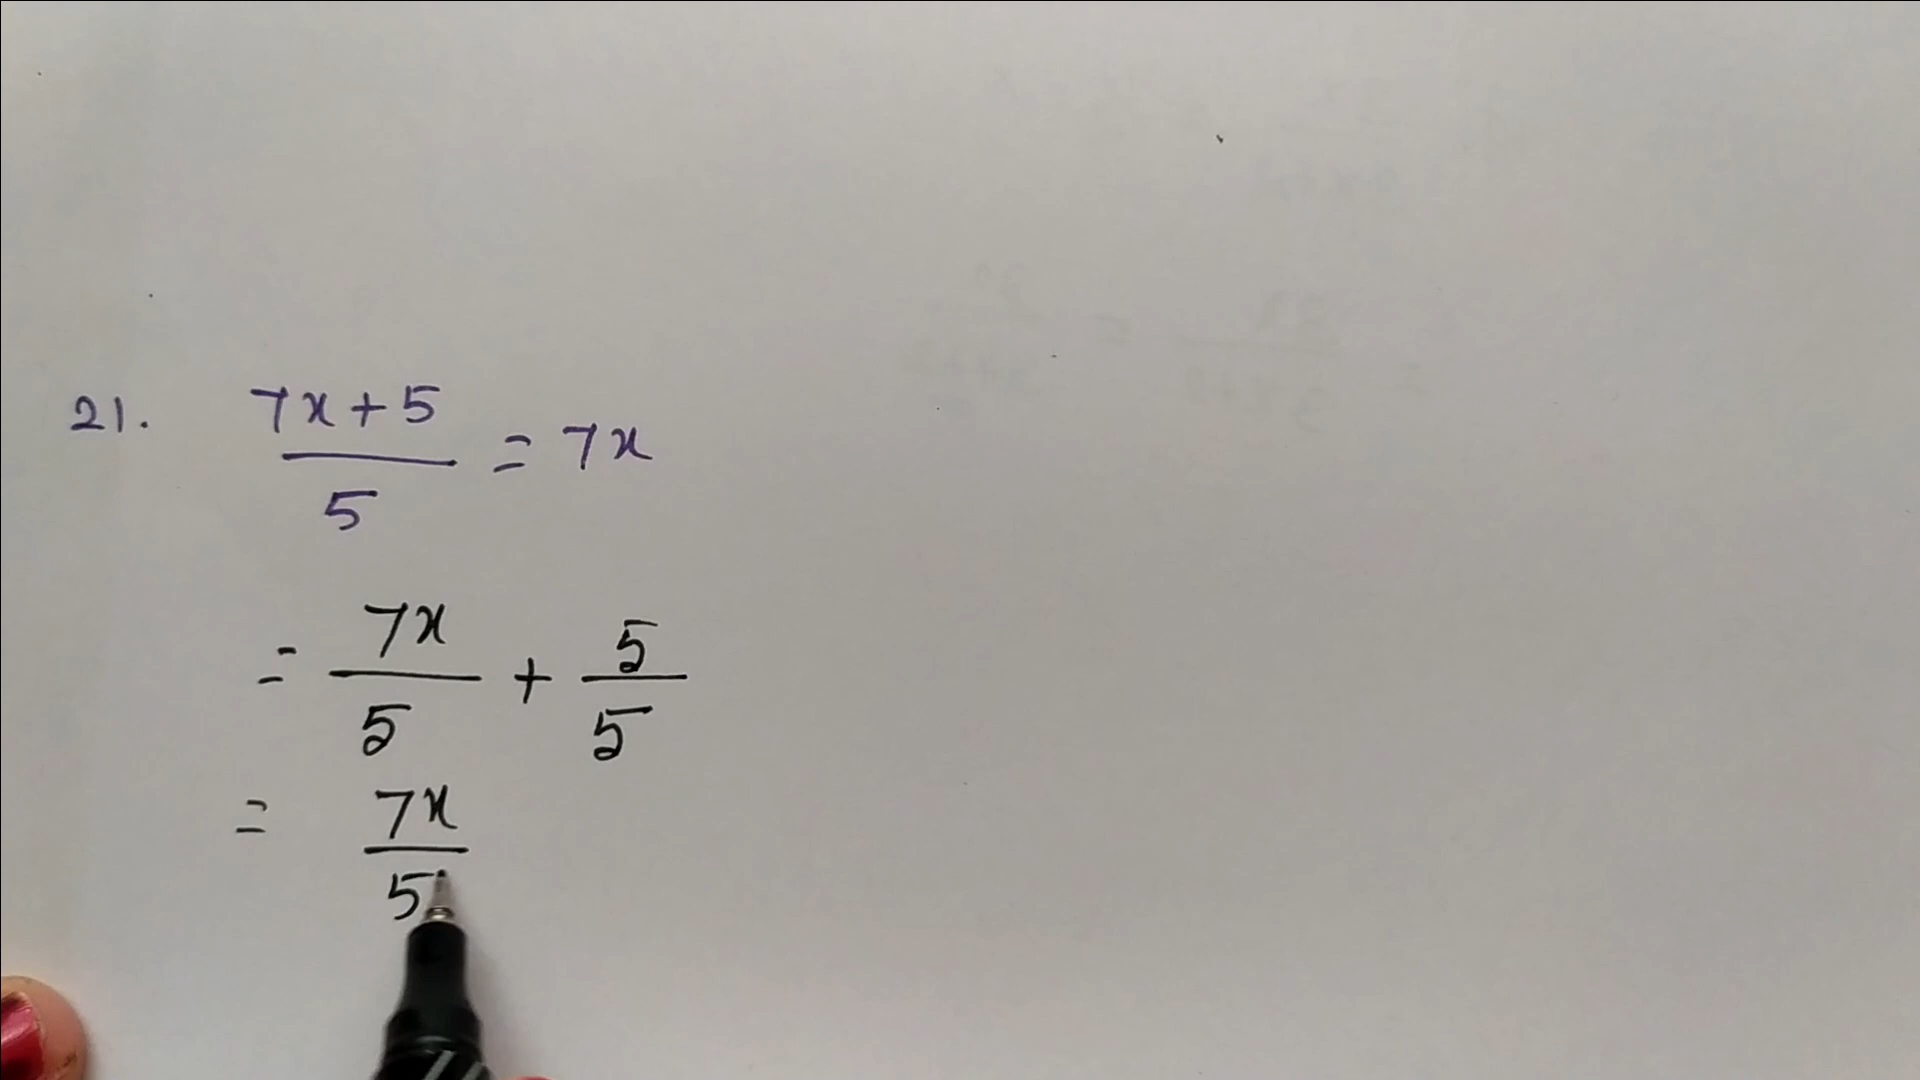 21. 7x+5/5 = 7x
= 7x/5 + 5/5
= 7x/5